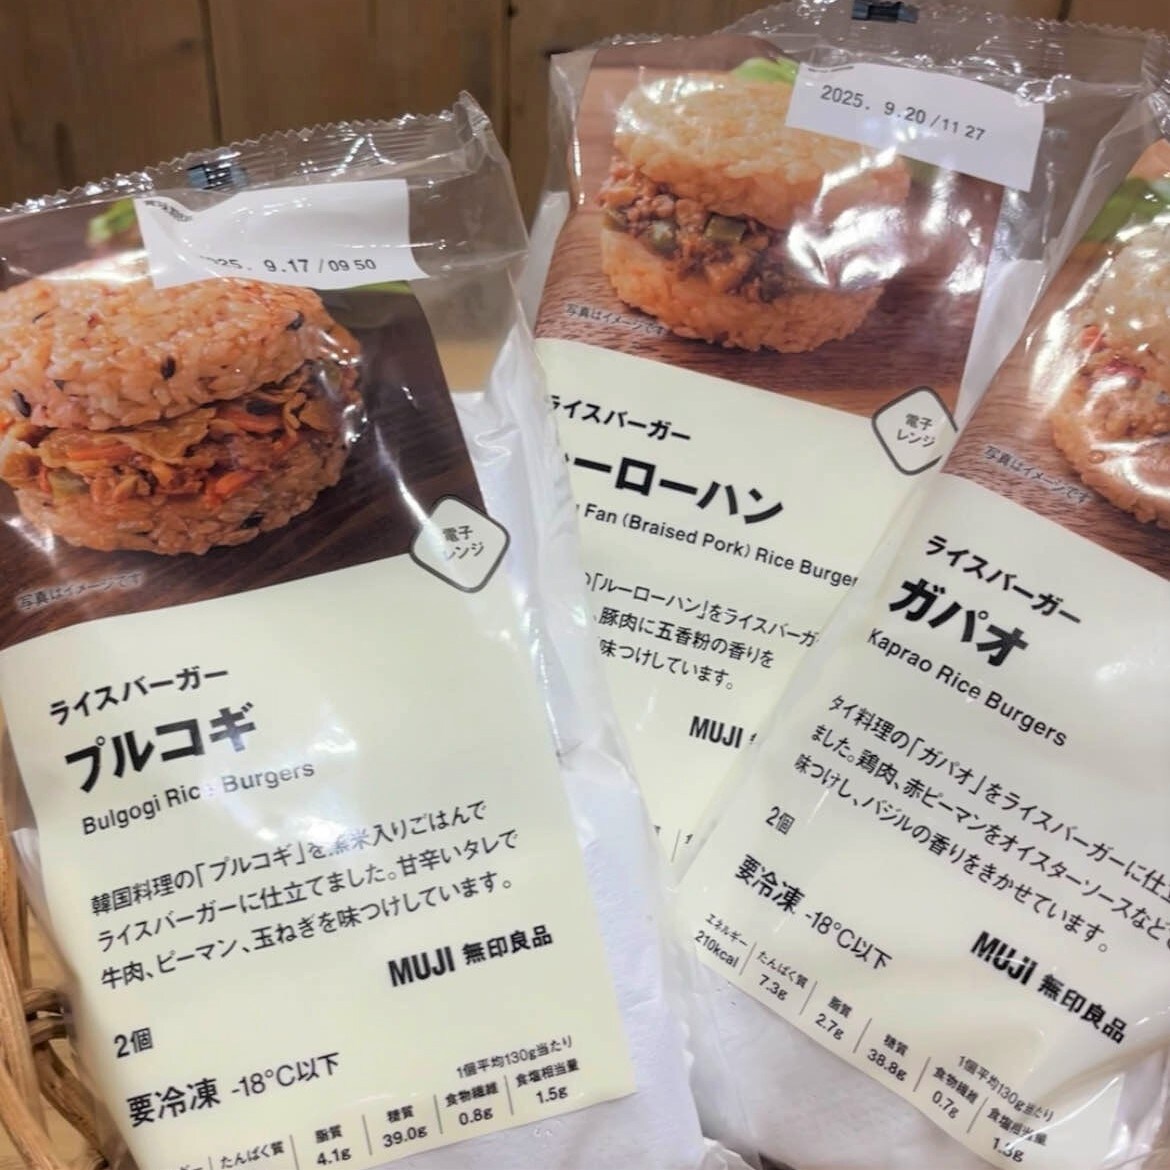 9.17/09 50
写真はイメージです
電子
レンジ
ライスバーガー
プルコギ
Bulgogi Rice Burgers
韓国料理の「プルコギ」を黒米入りごはんで
ライスバーガーに仕立てました。甘辛いタレで
牛肉、ピーマン、玉ねぎを味つけしています。
MUJI 無印良品
2個
要冷凍 -18℃以下
1個平均130g当たり
たんぱく質
脂質
4.1g
糖質
39.0g
食物繊維
0.8g
食塩相当量
1.5g
2025. 9.20/11 27
写真はイメージです
電子
レンジ
ライスバーガー
ーローハン
Fan (Braised Pork) Rice Burger
「ルーローハン」をライスバーガ
豚肉に五香粉の香りを
味つけしています。
MUJI
写真はイメージです
ライスバーガー
ガパオ
Kaprao Rice Burgers
タイ料理の「ガパオ」をライスバーガーに仕
ました。鶏肉、赤ピーマンをオイスターソースなど
味つけし、バジルの香りをきかせています。
2個
要冷凍 -18℃以下
MUJI 無印良品
1個平均130g当たり
エネルギー
210kcal
たんぱく質
7.3g
脂質
2.7g
糖質
38.8g
食物繊維
0.7g
食塩相当量